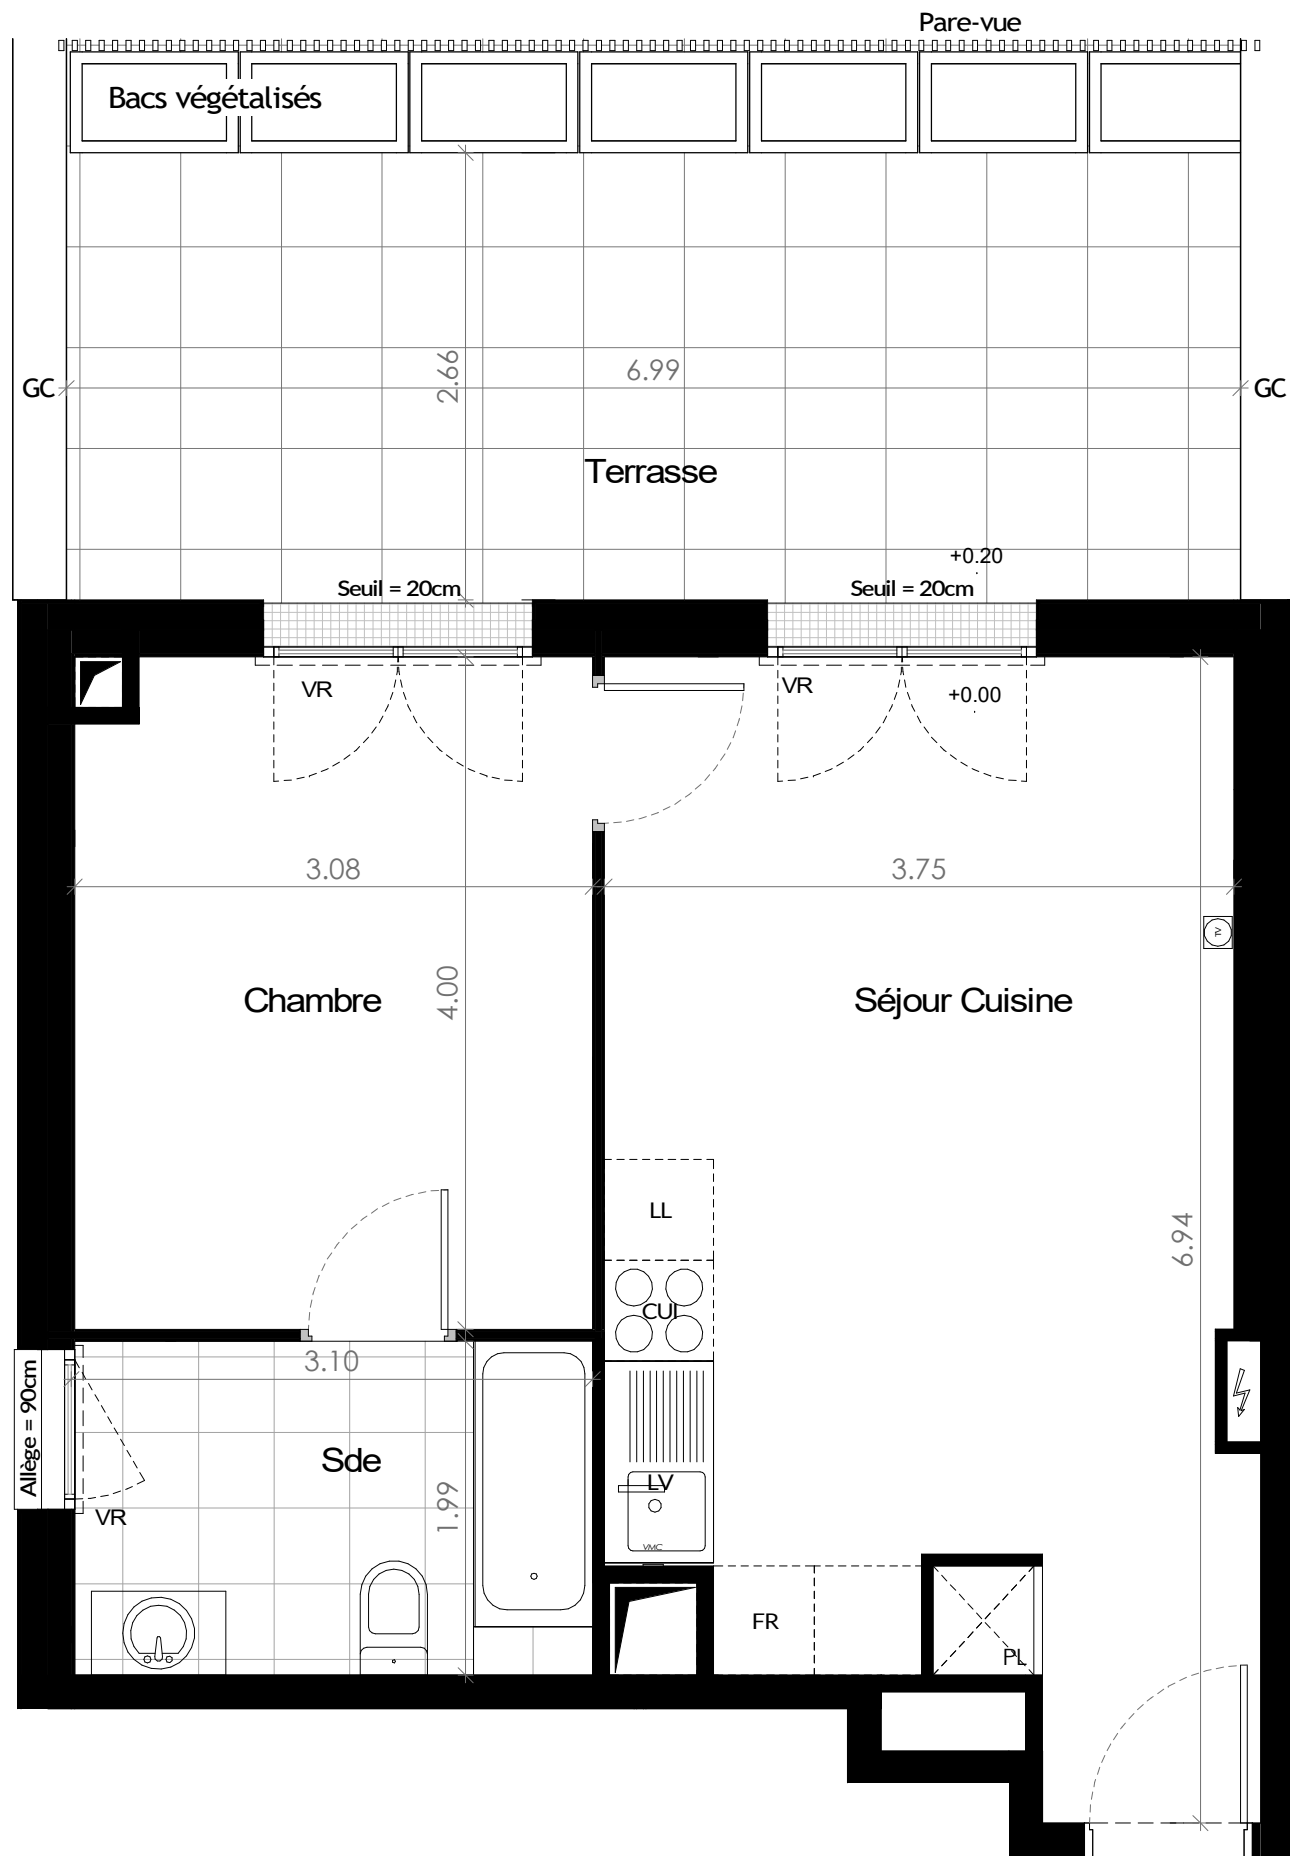 Pare-vue
Bacs végétalisés
2.66
6.99
GC
GC
Terrasse
+0.20
Seuil = 20cm
Seuil = 20cm
VR
VR
+0.00
3.08
3.75
TV
4.00
Chambre
Séjour Cuisine
LL
6.94
CUI
3.10
Allège = 90cm
Sde
LV
1.99
VR
VMC
FR
PL